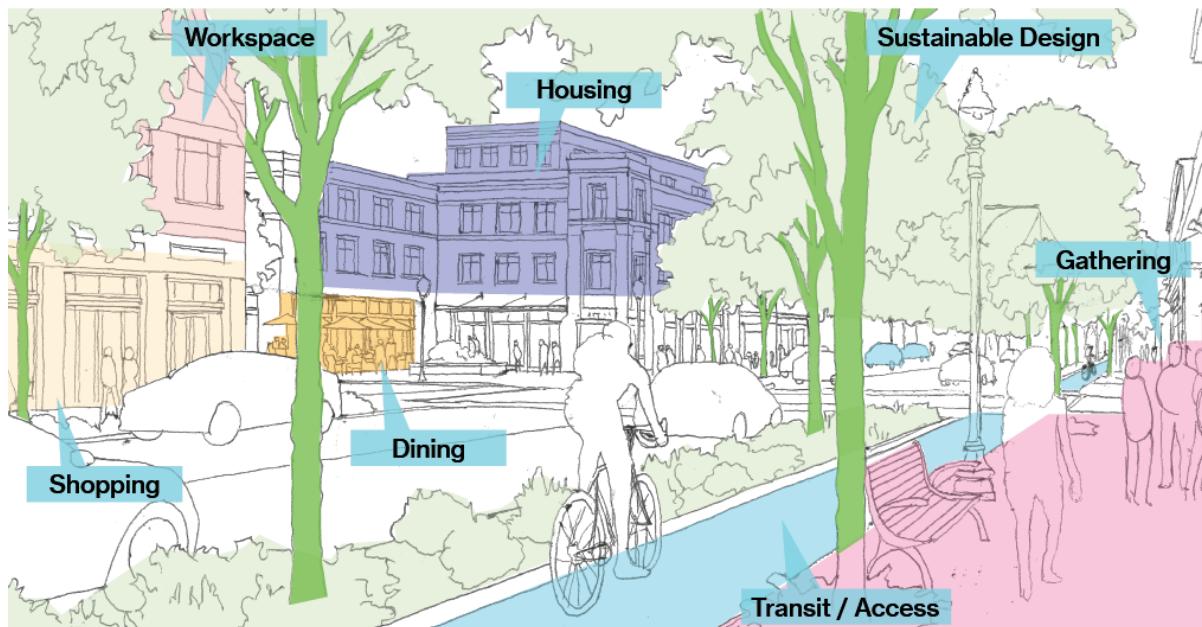 Workspace
Sustainable Design
Housing
Gathering
Dining
Shopping
Transit / Access